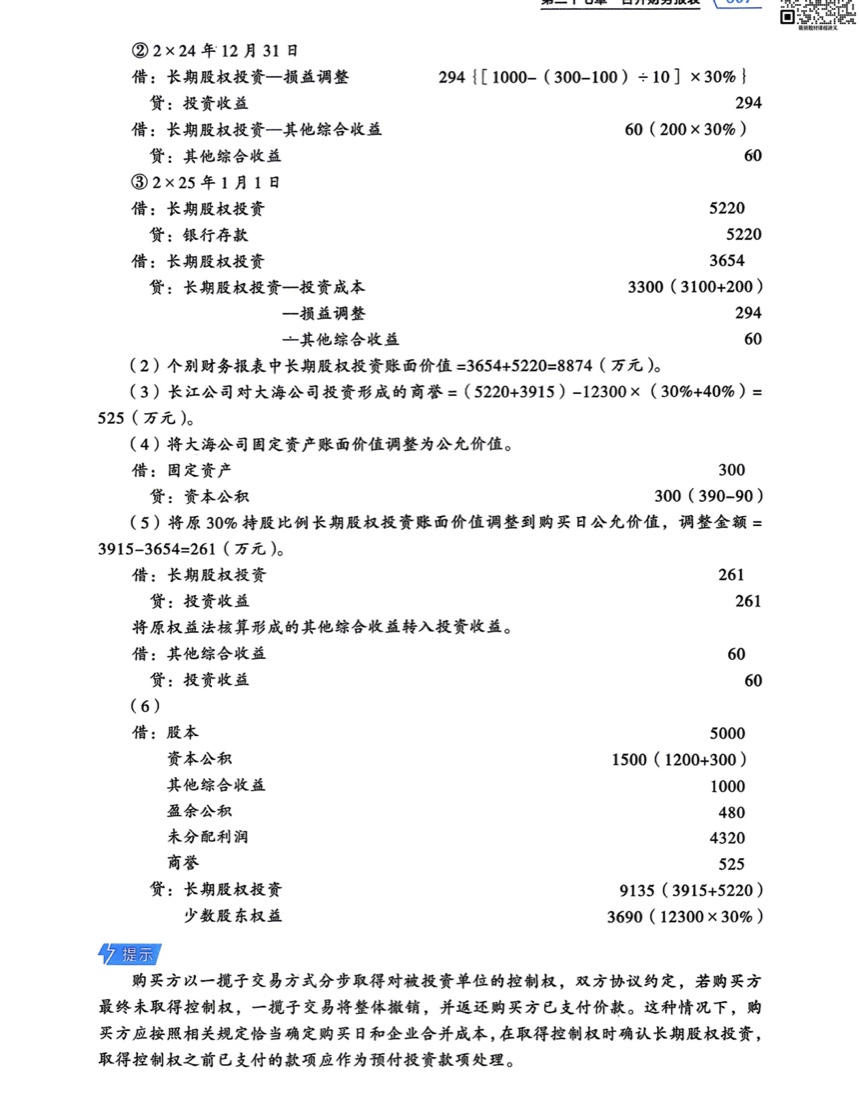 第二十七章 合并财务报表
② 2×24 年 12 月 31 日
借：长期股权投资—损益调整 294｛[ 1000-（300-100）÷10 ] ×30%｝
贷：投资收益 294
借：长期股权投资—其他综合收益 60（200×30%）
贷：其他综合收益 60
③ 2×25 年 1 月 1 日
借：长期股权投资 5220
贷：银行存款 5220
借：长期股权投资 3654
贷：长期股权投资—投资成本 3300（3100+200）
—损益调整 294
—其他综合收益 60
（2）个别财务报表中长期股权投资账面价值 =3654+5220=8874（万元）。
（3）长江公司对大海公司投资形成的商誉 =（5220+3915）-12300×（30%+40%）=
525（万元）。
（4）将大海公司固定资产账面价值调整为公允价值。
借：固定资产 300
贷：资本公积 300（390-90）
（5）将原 30% 持股比例长期股权投资账面价值调整到购买日公允价值，调整金额 =
3915-3654=261（万元）。
借：长期股权投资 261
贷：投资收益 261
将原权益法核算形成的其他综合收益转入投资收益。
借：其他综合收益 60
贷：投资收益 60
（6）
借：股本 5000
资本公积 1500（1200+300）
其他综合收益 1000
盈余公积 480
未分配利润 4320
商誉 525
贷：长期股权投资 9135（3915+5220）
少数股东权益 3690（12300×30%）
提示
购买方以一揽子交易方式分步取得对被投资单位的控制权，双方协议约定，若购买方
最终未取得控制权，一揽子交易将整体撤销，并返还购买方已支付价款。这种情况下，购
买方应按照相关规定恰当确定购买日和企业合并成本，在取得控制权时确认长期股权投资，
取得控制权之前已支付的款项应作为预付投资款项处理。